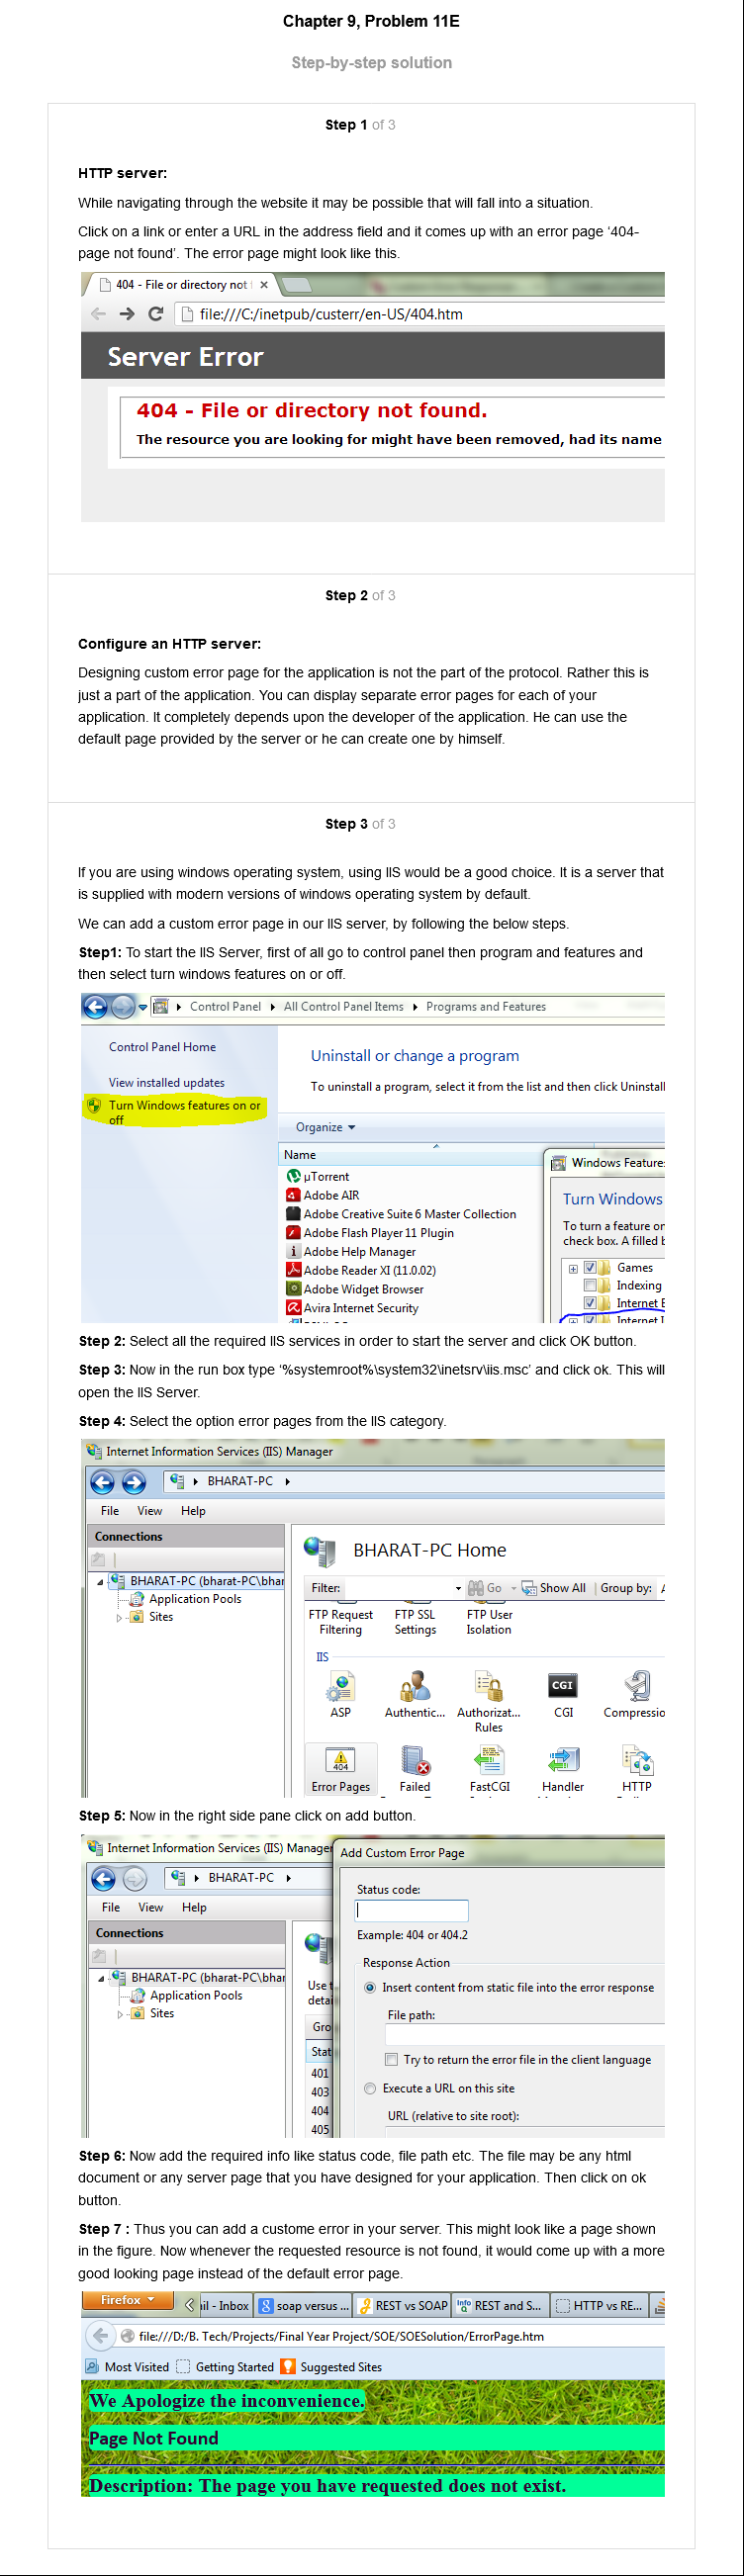 Chapter 9, Problem 11E
Step-by-step solution
Step 1 of 3
HTTP server:
While navigating through the website it may be possible that will fall into a situation.
Click on a link or enter a URL in the address field and it comes up with an error page ‘404-
page not found’. The error page might look like this.
404 - File or directory not
file:///C:/inetpub/custerr/en-US/404.htm
Server Error
404 - File or directory not found.
The resource you are looking for might have been removed, had its name
Step 2 of 3
Configure an HTTP server:
Designing custom error page for the application is not the part of the protocol. Rather this is
just a part of the application. You can display separate error pages for each of your
application. It completely depends upon the developer of the application. He can use the
default page provided by the server or he can create one by himself.
Step 3 of 3
If you are using windows operating system, using IIS would be a good choice. It is a server that
is supplied with modern versions of windows operating system by default.
We can add a custom error page in our IIS server, by following the below steps.
Step1: To start the IIS Server, first of all go to control panel then program and features and
then select turn windows features on or off.
Control Panel
All Control Panel Items
Programs and Features
Control Panel Home
View installed updates
Turn Windows features on or
off
Uninstall or change a program
To uninstall a program, select it from the list and then click Uninstall
Organize
Name
µTorrent
Adobe AIR
Adobe Creative Suite 6 Master Collection
Adobe Flash Player 11 Plugin
Adobe Help Manager
Adobe Reader XI (11.0.02)
Adobe Widget Browser
Avira Internet Security
Windows Feature
Turn Windows
To turn a feature on
check box. A filled b
Games
Indexing
Internet E
Internet I
Step 2: Select all the required IIS services in order to start the server and click OK button.
Step 3: Now in the run box type ‘%systemroot%\system32\inetsrv\iis.msc’ and click ok. This will
open the IIS Server.
Step 4: Select the option error pages from the IIS category.
Internet Information Services (IIS) Manager
BHARAT-PC
File View Help
Connections
BHARAT-PC (bharat-PC\bhar
Application Pools
Sites
BHARAT-PC Home
Filter: Go Show All Group by:
FTP Request
Filtering
FTP SSL
Settings
FTP User
Isolation
IIS
ASP
Authentic...
Authorizat...
Rules
CGI
Compressio
404
Error Pages
Failed
FastCGI
Handler
HTTP
Step 5: Now in the right side pane click on add button.
Internet Information Services (IIS) Manager
BHARAT-PC
File View Help
Connections
BHARAT-PC (bharat-PC\bhar
Application Pools
Sites
Use t
detai
Gro
Stat
401
403
404
405
Add Custom Error Page
Status code:
Example: 404 or 404.2
Response Action
Insert content from static file into the error response
File path:
Try to return the error file in the client language
Execute a URL on this site
URL (relative to site root):
Step 6: Now add the required info like status code, file path etc. The file may be any html
document or any server page that you have designed for your application. Then click on ok
button.
Step 7 : Thus you can add a custome error in your server. This might look like a page shown
in the figure. Now whenever the requested resource is not found, it would come up with a more
good looking page instead of the default error page.
Firefox
il - Inbox
soap versus ...
REST vs SOAP
REST and S...
HTTP vs RE...
file:///D:/B. Tech/Projects/Final Year Project/SOE/SOESolution/ErrorPage.htm
Most Visited Getting Started Suggested Sites
We Apologize the inconvenience.
Page Not Found
Description: The page you have requested does not exist.